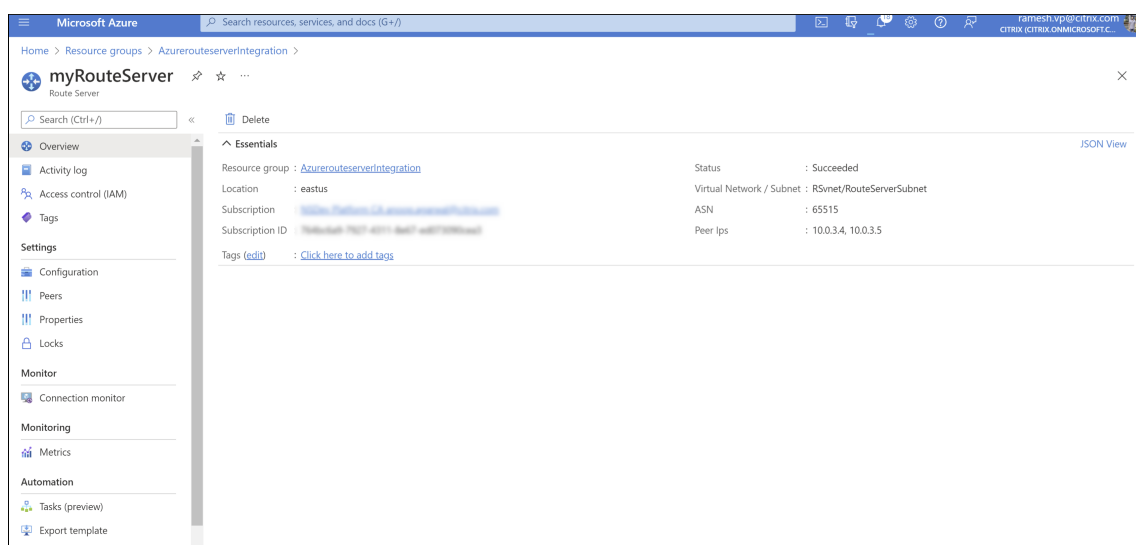 Microsoft Azure
Search resources, services, and docs (G+/)
18
ramesh.vp@citrix.com
CITRIX (CITRIX.ONMICROSOFT.C...
Home > Resource groups > AzurerouteserverIntegration >
myRouteServer
Route Server
Search (Ctrl+/)
«
Delete
Overview
Activity log
Access control (IAM)
Tags
Settings
Configuration
Peers
Properties
Locks
Monitor
Connection monitor
Monitoring
Metrics
Automation
Tasks (preview)
Export template
Essentials
JSON View
Resource group : AzurerouteserverIntegration
Location : eastus
Subscription :
Subscription ID :
Tags (edit) : Click here to add tags
Status : Succeeded
Virtual Network / Subnet : RSvnet/RouteServerSubnet
ASN : 65515
Peer Ips : 10.0.3.4, 10.0.3.5